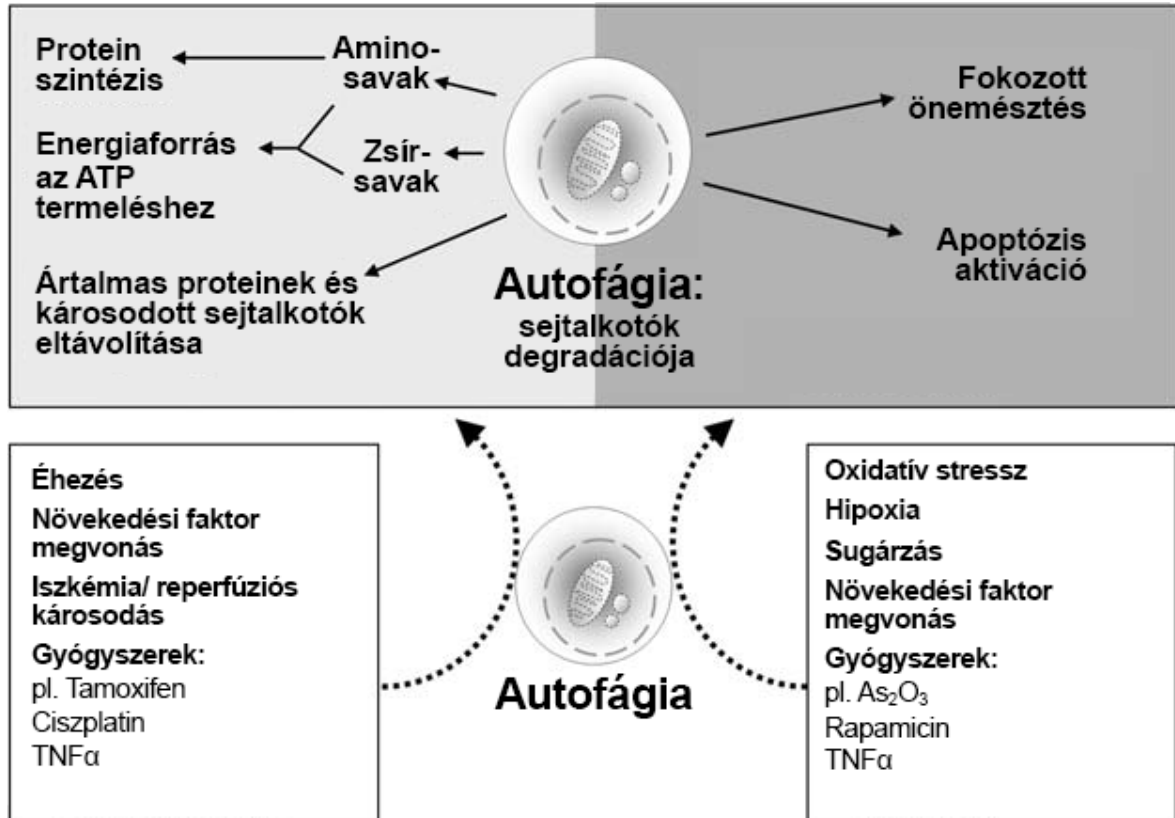 Protein
szintézis
Amino-
savak
Energiaforrás
az ATP
termeléshez
Zsír-
savak
Ártalmas proteinek és
károsodott sejtalkotók
eltávolítása
Autofágia:
sejtalkotók
degradációja
Fokozott
önemésztés
Apoptózis
aktiváció
Éhezés
Növekedési faktor
megvonás
Iszkémia/ reperfúziós
károsodás
Gyógyszerek:
pl. Tamoxifen
Ciszplatin
TNFα
Autofágia
Oxidatív stressz
Hipoxia
Sugárzás
Növekedési faktor
megvonás
Gyógyszerek:
pl. As₂O₃
Rapamicin
TNFα